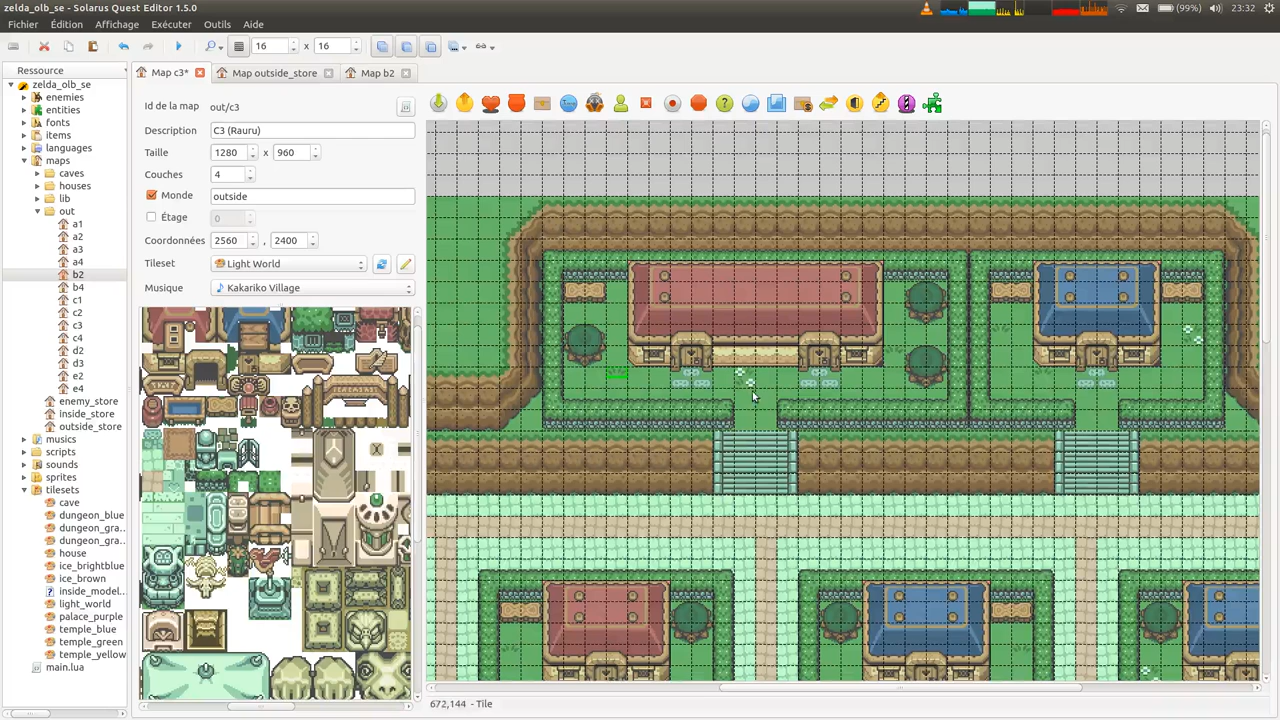 zelda_olb_se - Solarus Quest Editor 1.5.0
(99%)
23:32
Fichier Édition Affichage Exécuter Outils Aide
16 x 16
Ressource
zelda_olb_se
enemies
entities
fonts
items
languages
maps
caves
houses
lib
out
a1
a2
a3
a4
b2
b4
c1
c2
c3
c4
d2
d3
e2
e4
enemy_store
inside_store
outside_store
musics
scripts
sounds
sprites
tilesets
cave
dungeon_blue
dungeon_gra...
dungeon_gra...
house
ice_brightblue
ice_brown
inside_model...
light_world
palace_purple
temple_blue
temple_green
temple_yellow
main.lua
Map c3* Map outside_store Map b2
Id de la map out/c3
Description C3 (Rauru)
Taille 1280 x 960
Couches 4
Monde outside
Étage 0
Coordonnées 2560 , 2400
Tileset Light World
Musique Kakariko Village
672,144 - Tile